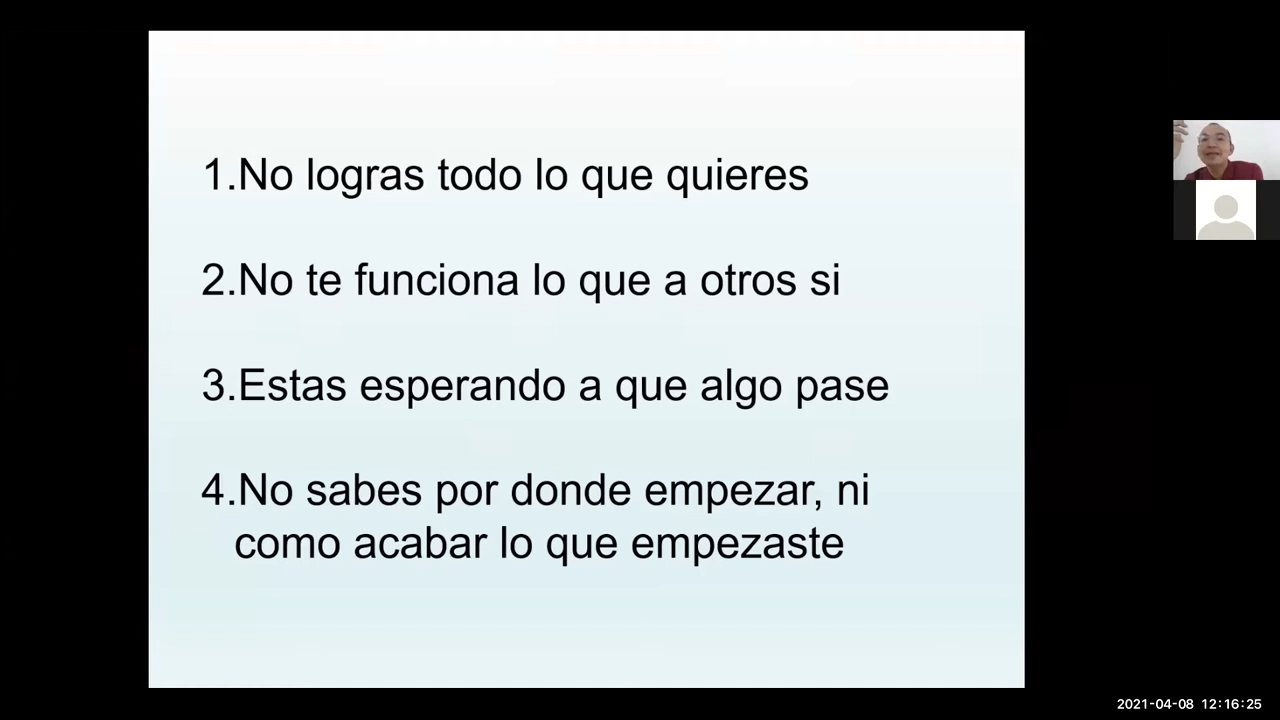 1.No logras todo lo que quieres
2.No te funciona lo que a otros si
3.Estas esperando a que algo pase
4.No sabes por donde empezar, ni
como acabar lo que empezaste
2021-04-08 12:16:25